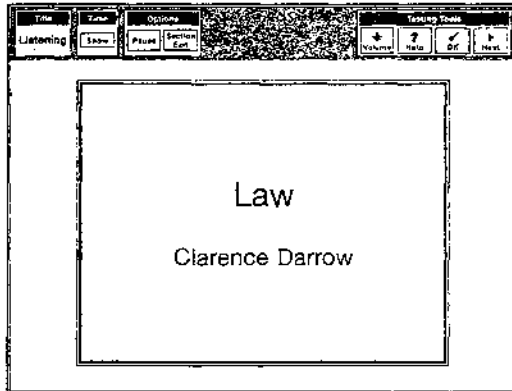 Title
Time
Options
Testing Tools
Listening
Show
Pause
Section
Exit
Volume
Help
OK
Next
Law
Clarence Darrow